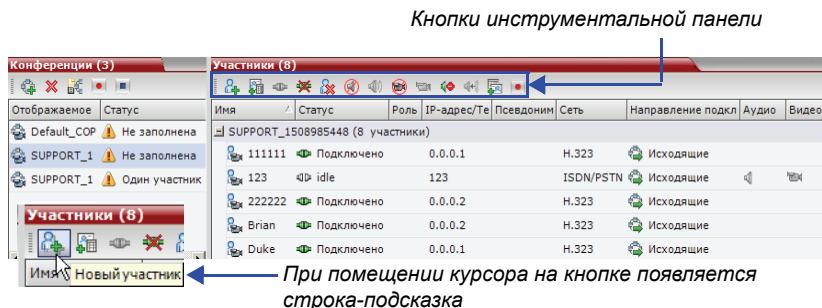 Кнопки инструментальной панели
Конференции (3)
Участники (8)
Отображаемое Статус
Имя Статус Роль IP-адрес/Те Псевдоним Сеть Направление подкл Аудио Видео
SUPPORT_1508985448 (8 участники)
Default_COP Не заполнена
SUPPORT_1 Не заполнена
SUPPORT_1 Один участник
111111 Подключено 0.0.0.1 H.323 Исходящие
123 idle 123 ISDN/PSTN Исходящие
222222 Подключено 0.0.0.2 H.323 Исходящие
Brian Подключено 0.0.0.2 H.323 Исходящие
Duke Подключено 0.0.0.1 H.323 Исходящие
Участники (8)
Имя Новый участник
При помещении курсора на кнопке появляется
строка-подсказка